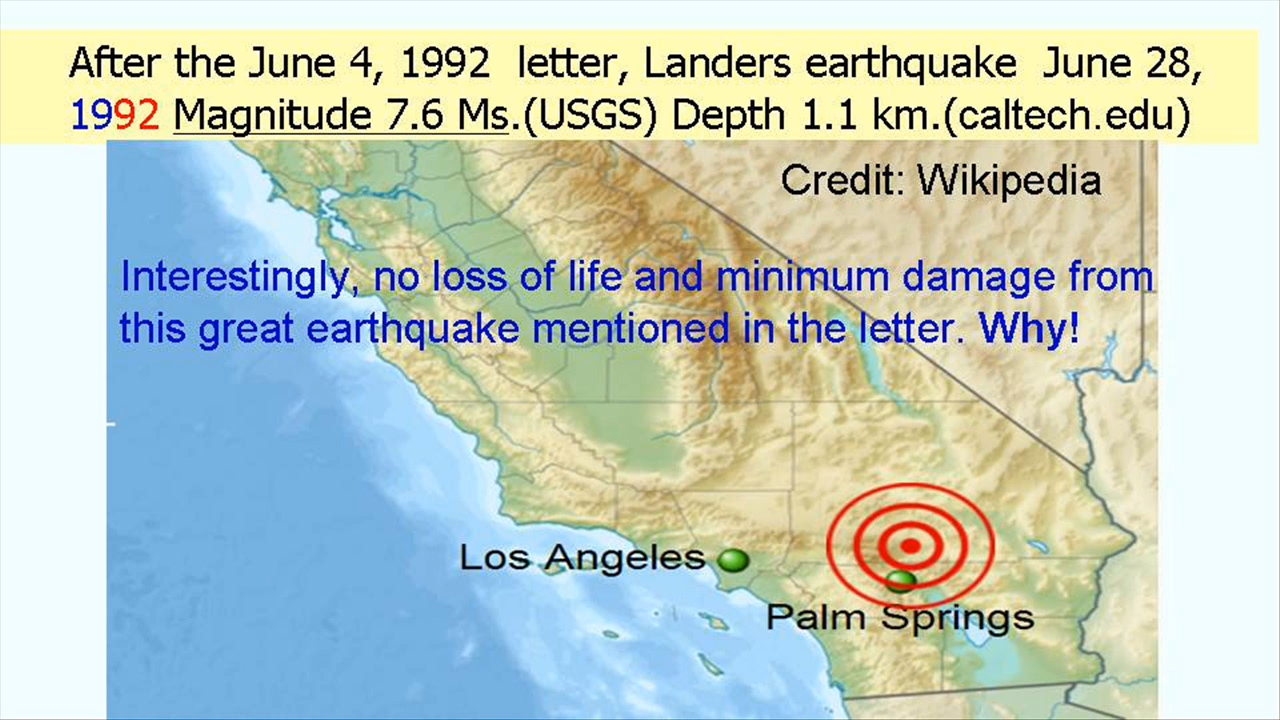 After the June 4, 1992 letter, Landers earthquake June 28,
1992 Magnitude 7.6 Ms.(USGS) Depth 1.1 km.(caltech.edu)
Credit: Wikipedia
Interestingly, no loss of life and minimum damage from
this great earthquake mentioned in the letter. Why!
Los Angeles
Palm Springs